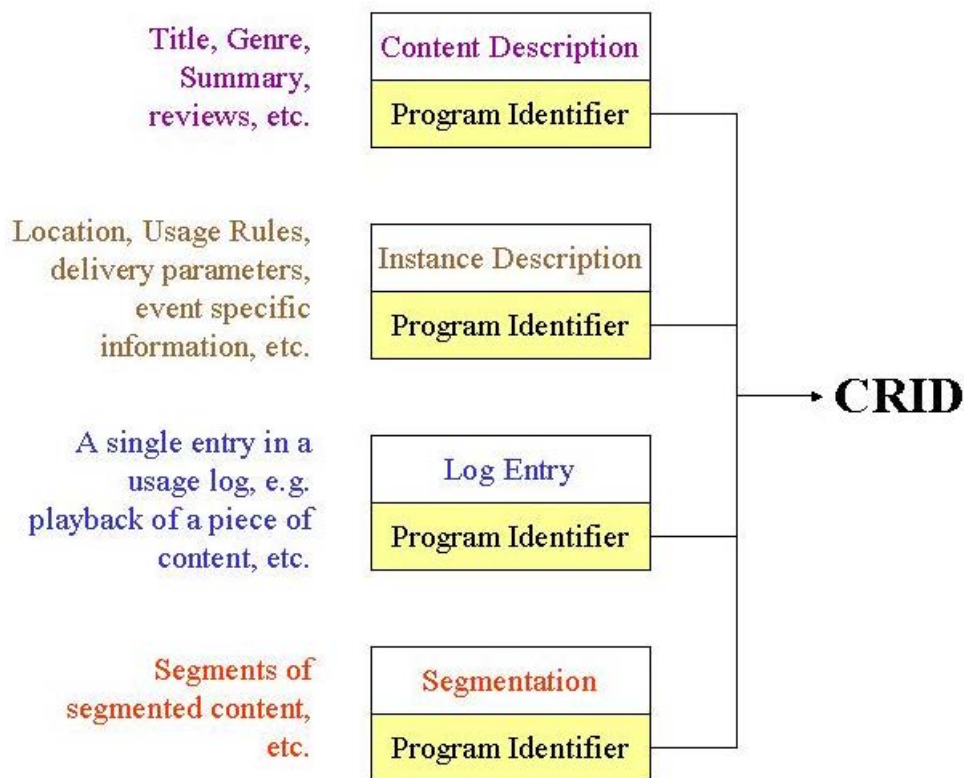 Title, Genre,
Summary,
reviews, etc.
Content Description
Program Identifier
Location, Usage Rules,
delivery parameters,
event specific
information, etc.
Instance Description
Program Identifier
CRID
A single entry in a
usage log, e.g.
playback of a piece of
content, etc.
Log Entry
Program Identifier
Segments of
segmented content,
etc.
Segmentation
Program Identifier